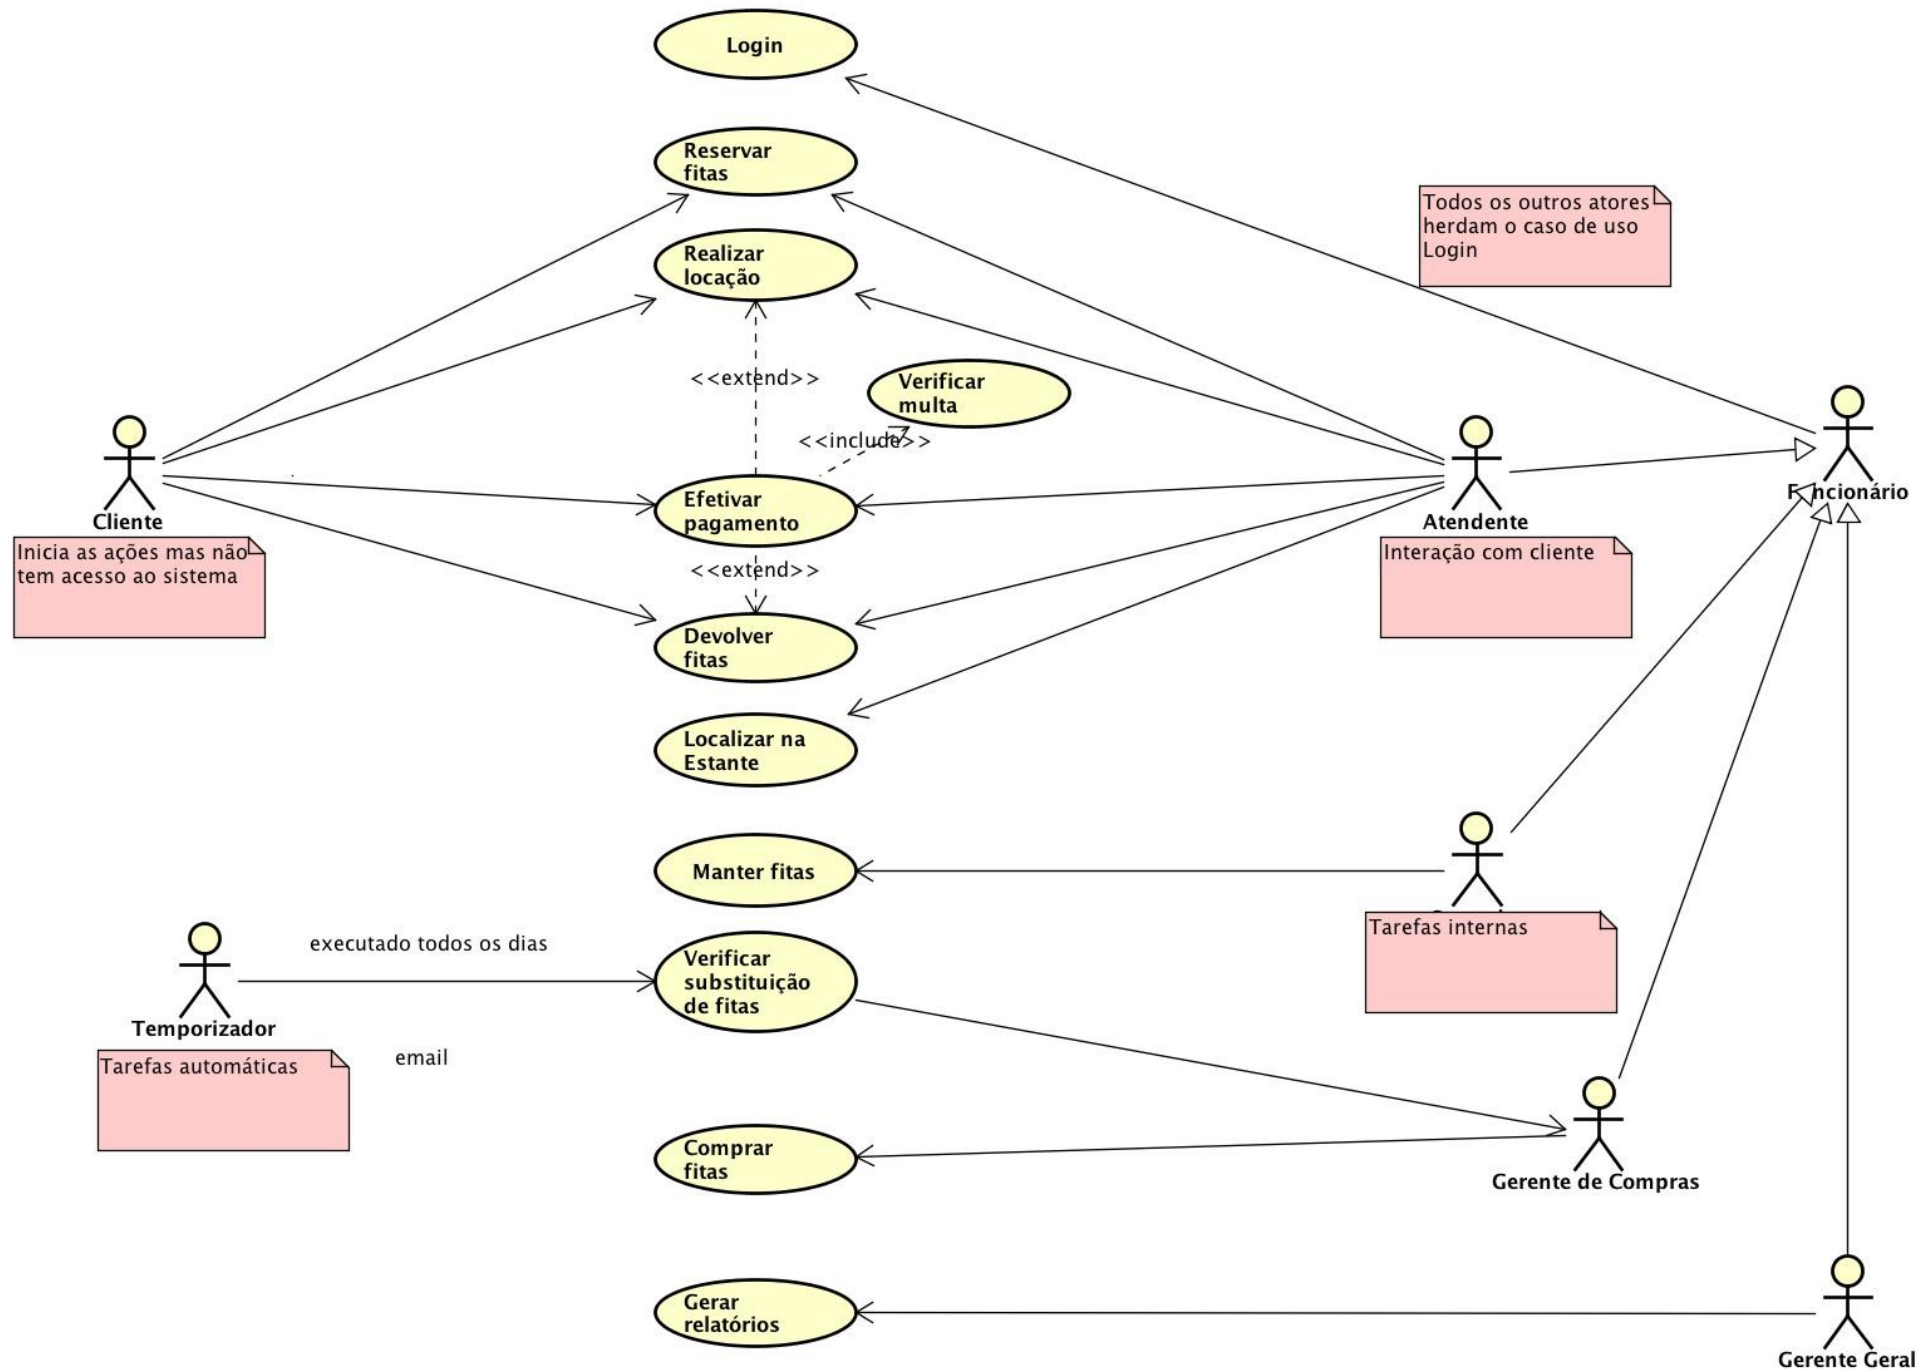 Login
Reservar
fitas
Todos os outros atores
herdam o caso de uso
Login
Realizar
locação
<<extend>>
Verificar
multa
<<include>>
Cliente
Inicia as ações mas não
tem acesso ao sistema
Efetivar
pagamento
Atendente
Interação com cliente
Funcionário
<<extend>>
Devolver
fitas
Localizar na
Estante
Manter fitas
Tarefas internas
executado todos os dias
Verificar
substituição
de fitas
Temporizador
Tarefas automáticas
email
Comprar
fitas
Gerente de Compras
Gerar
relatórios
Gerente Geral